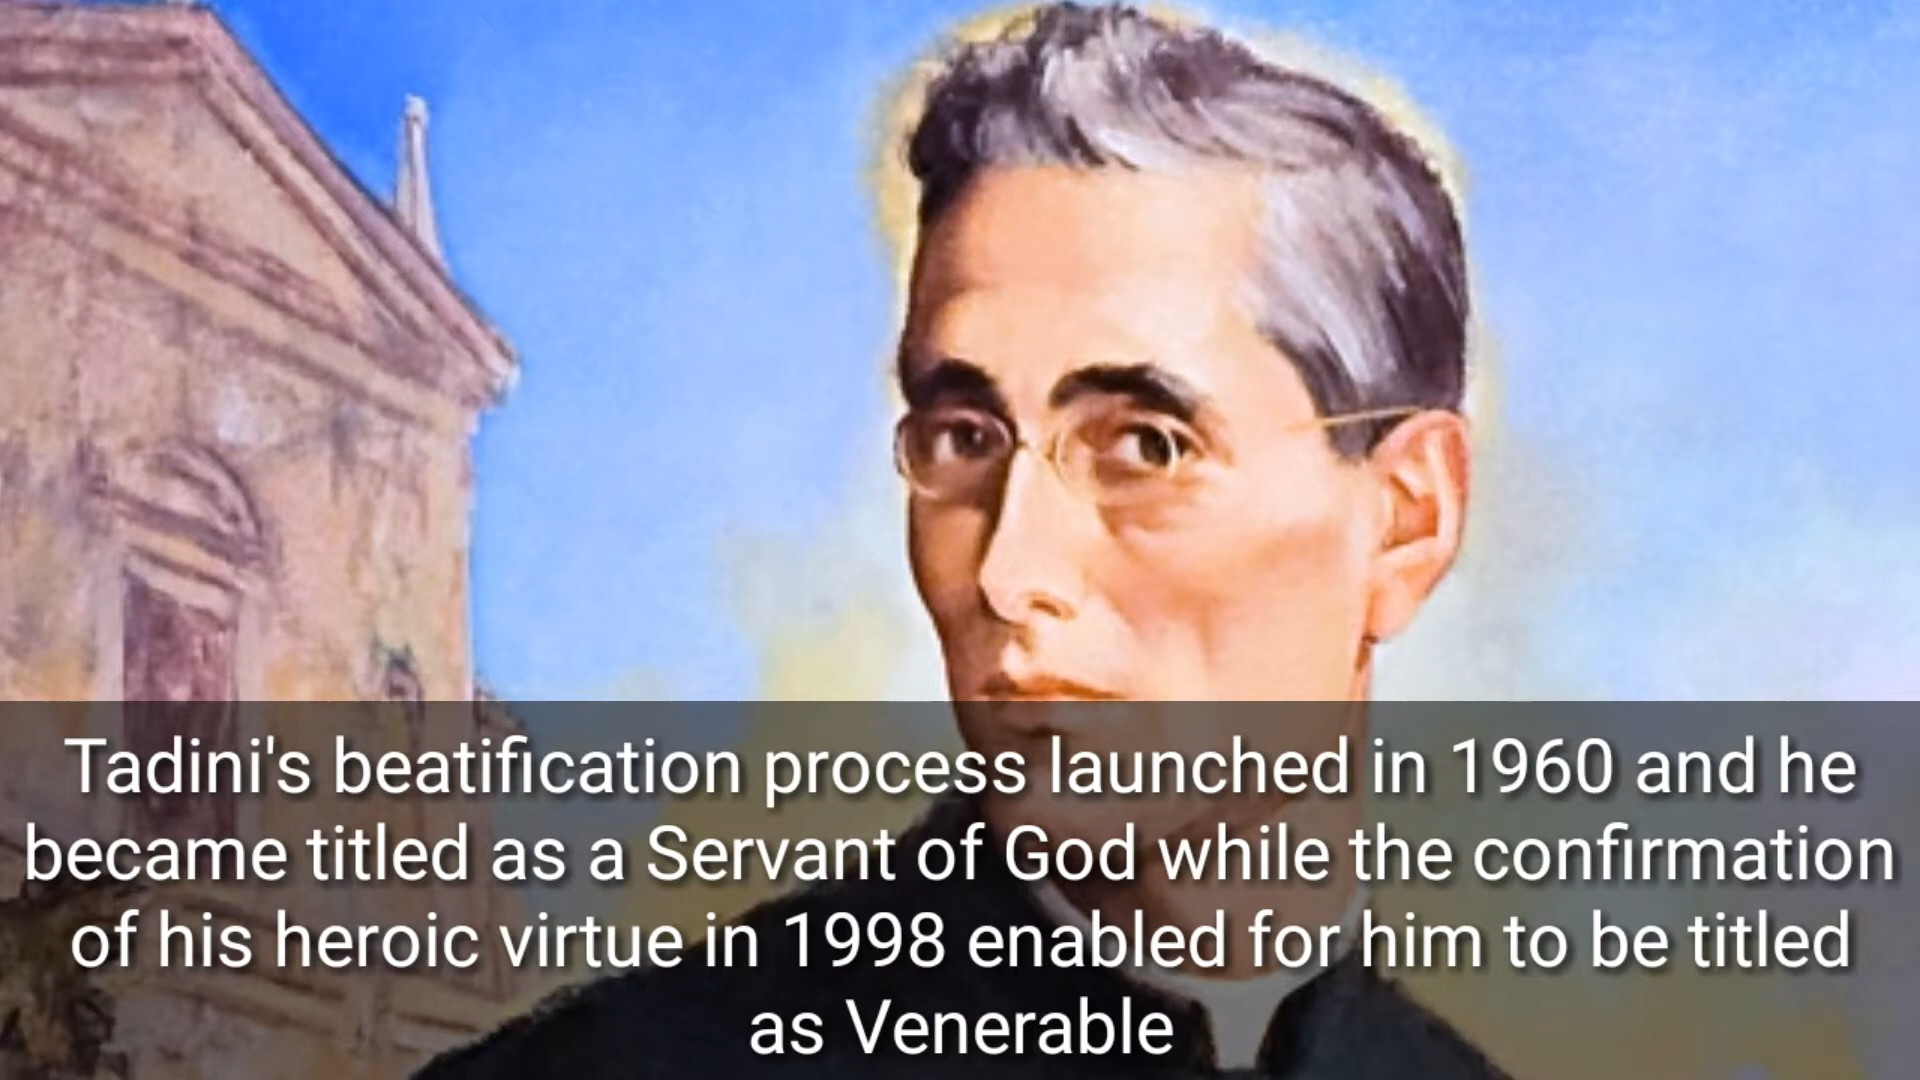 Tadini's beatification process launched in 1960 and he
became titled as a Servant of God while the confirmation
of his heroic virtue in 1998 enabled for him to be titled
as Venerable